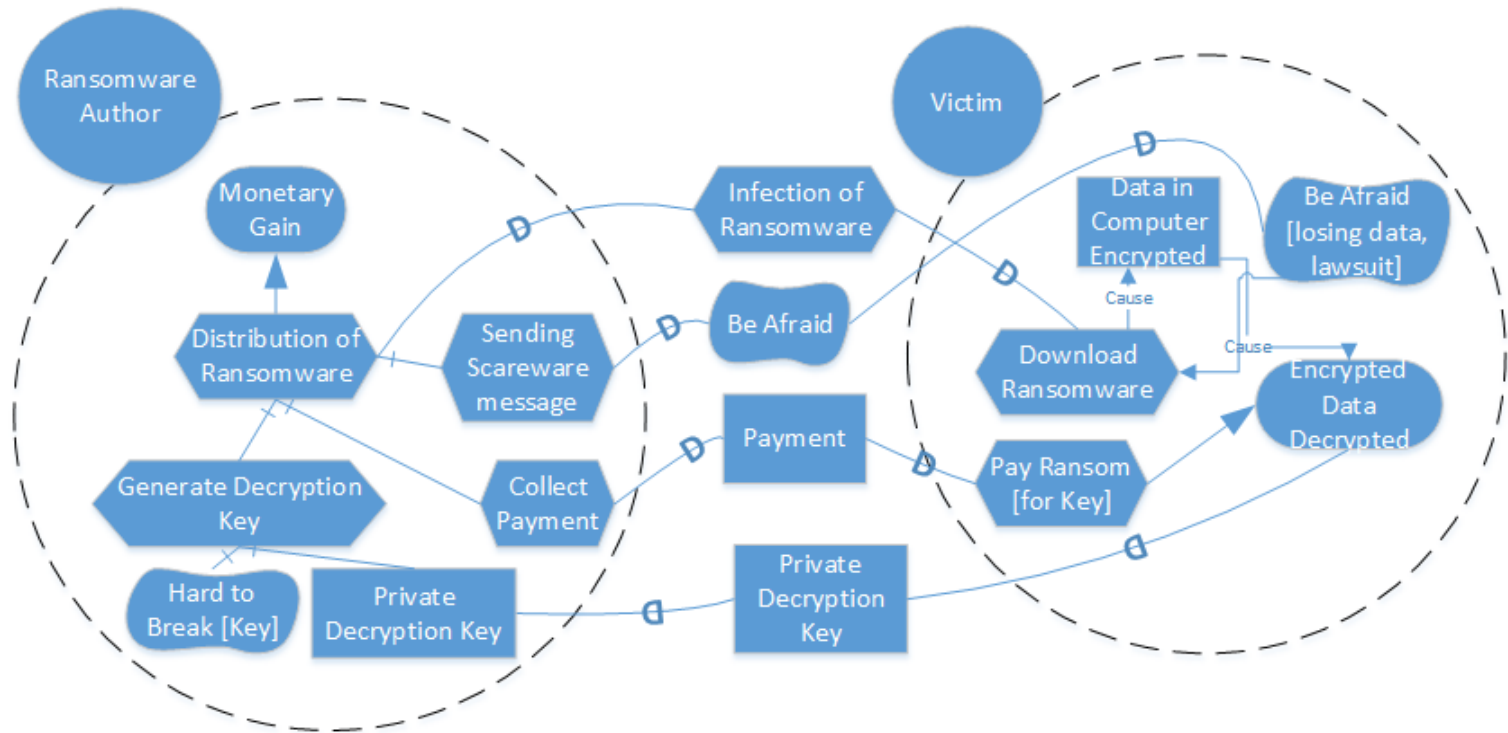 Ransomware
Author
Victim
Monetary
Gain
Infection of
Ransomware
Data in
Computer
Encrypted
Be Afraid
[losing data,
lawsuit]
D
D
D
Cause
Distribution of
Ransomware
Sending
Scareware
message
D
Be Afraid
Download
Ransomware
Cause
Encrypted
Data
Decrypted
Generate Decryption
Key
Collect
Payment
D
Payment
D
Pay Ransom
[for Key]
Hard to
Break [Key]
Private
Decryption Key
D
Private
Decryption
Key
D